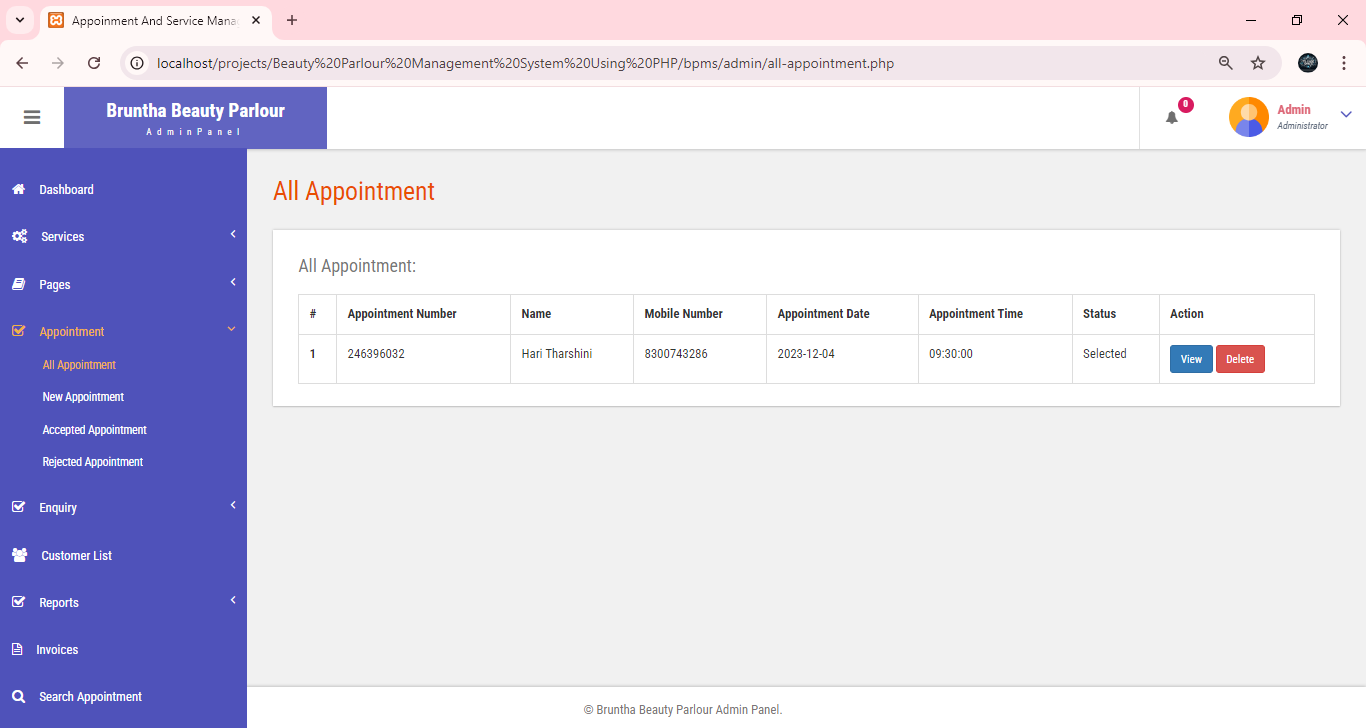 Appoinment And Service Mana
localhost/projects/Beauty%20Parlour%20Management%20System%20Using%20PHP/bpms/admin/all-appointment.php
Bruntha Beauty Parlour
AdminPanel
0
Admin
Administrator
Dashboard
Services
Pages
Appointment
All Appointment
New Appointment
Accepted Appointment
Rejected Appointment
Enquiry
Customer List
Reports
Invoices
Search Appointment
All Appointment
All Appointment:
# Appointment Number Name Mobile Number Appointment Date Appointment Time Status Action
1 246396032 Hari Tharshini 8300743286 2023-12-04 09:30:00 Selected View Delete
© Bruntha Beauty Parlour Admin Panel.